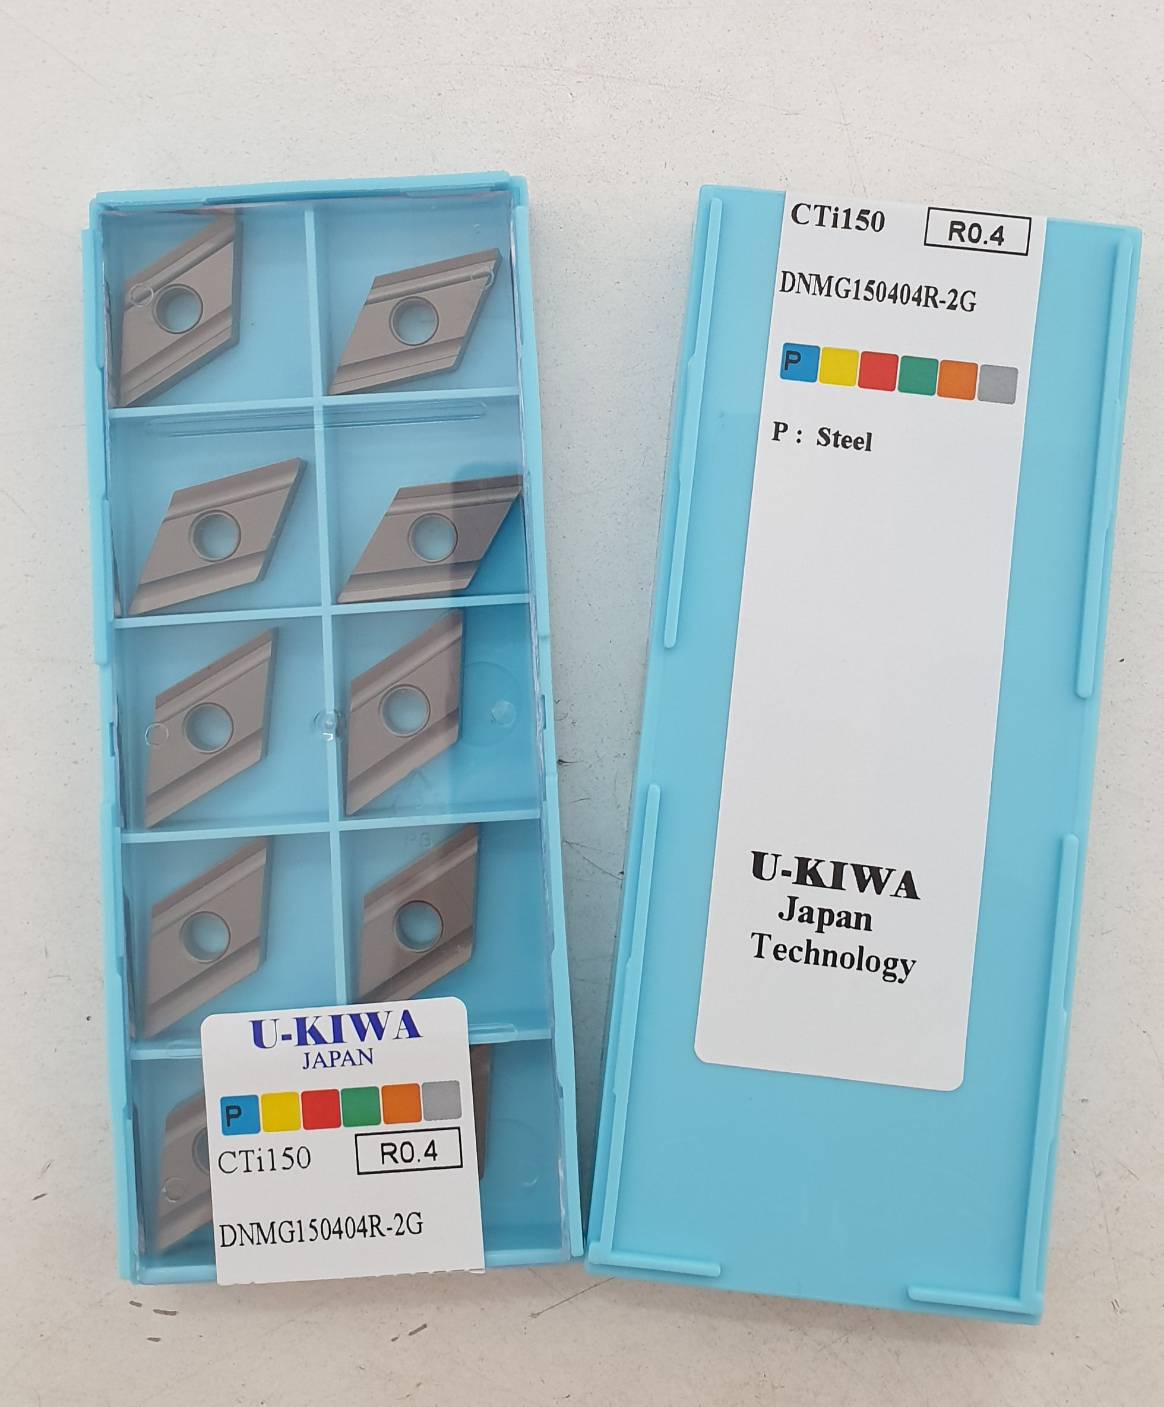 U-KIWA
JAPAN
P
CTi150 R0.4
DNMG150404R-2G
CTi150 R0.4
DNMG150404R-2G
P
P : Steel
U-KIWA
Japan
Technology